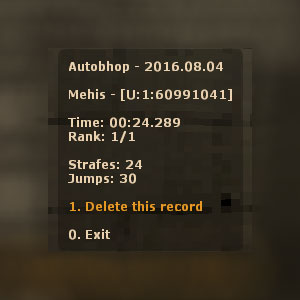 Autobhop - 2016.08.04
Mehis - [U:1:60991041]
Time: 00:24.289
Rank: 1/1
Strafes: 24
Jumps: 30
1. Delete this record
0. Exit